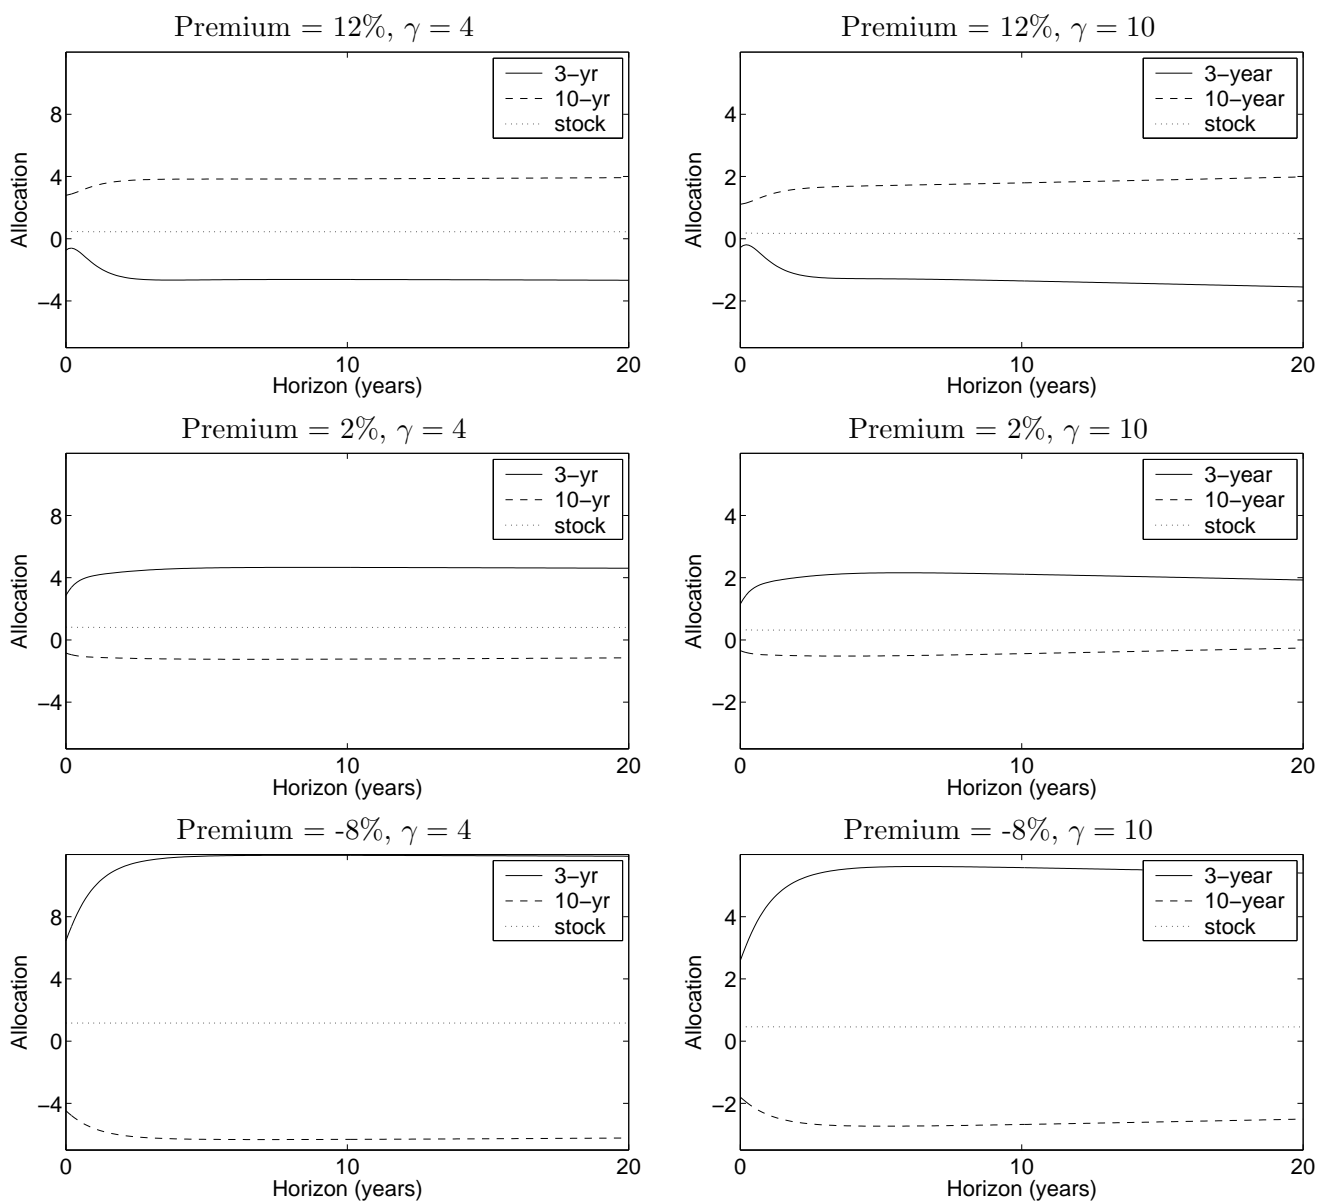 Premium = 12%, γ = 4
3−yr
10−yr
stock
8
4
0
−4
Allocation
0
10
20
Horizon (years)
Premium = 12%, γ = 10
3−year
10−year
stock
4
2
0
−2
Allocation
0
10
20
Horizon (years)
Premium = 2%, γ = 4
3−yr
10−yr
stock
8
4
0
−4
Allocation
0
10
20
Horizon (years)
Premium = 2%, γ = 10
3−year
10−year
stock
4
2
0
−2
Allocation
0
10
20
Horizon (years)
Premium = -8%, γ = 4
3−yr
10−yr
stock
8
4
0
−4
Allocation
0
10
20
Horizon (years)
Premium = -8%, γ = 10
3−year
10−year
stock
4
2
0
−2
Allocation
0
10
20
Horizon (years)